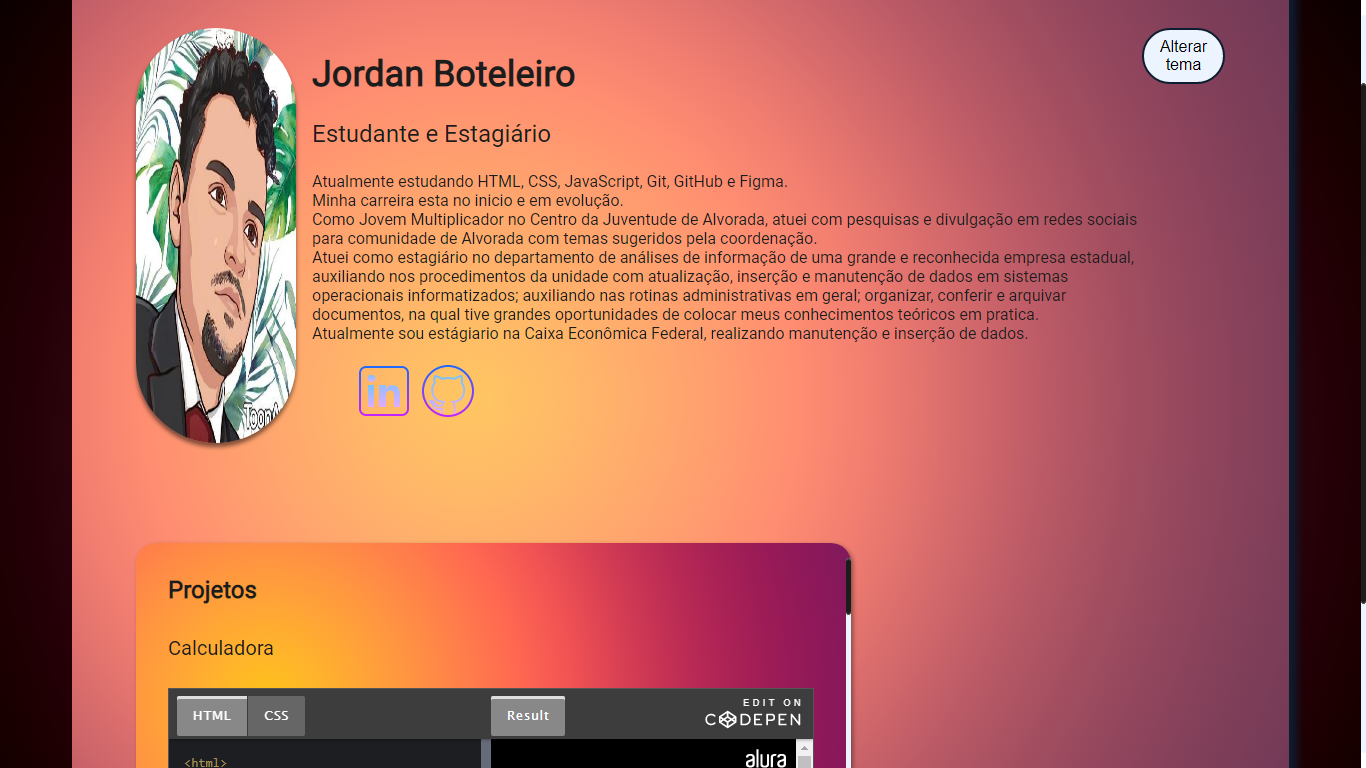 Alterar
tema
Jordan Boteleiro
Estudante e Estagiário
Atualmente estudando HTML, CSS, JavaScript, Git, GitHub e Figma.
Minha carreira esta no inicio e em evolução.
Como Jovem Multiplicador no Centro da Juventude de Alvorada, atuei com pesquisas e divulgação em redes sociais
para comunidade de Alvorada com temas sugeridos pela coordenação.
Atuei como estagiário no departamento de análises de informação de uma grande e reconhecida empresa estadual,
auxiliando nos procedimentos da unidade com atualização, inserção e manutenção de dados em sistemas
operacionais informatizados; auxiliando nas rotinas administrativas em geral; organizar, conferir e arquivar
documentos, na qual tive grandes oportunidades de colocar meus conhecimentos teóricos em pratica.
Atualmente sou estágiario na Caixa Econômica Federal, realizando manutenção e inserção de dados.
in
Projetos
Calculadora
HTML CSS Result EDIT ON
CODEPEN
<html>
alura